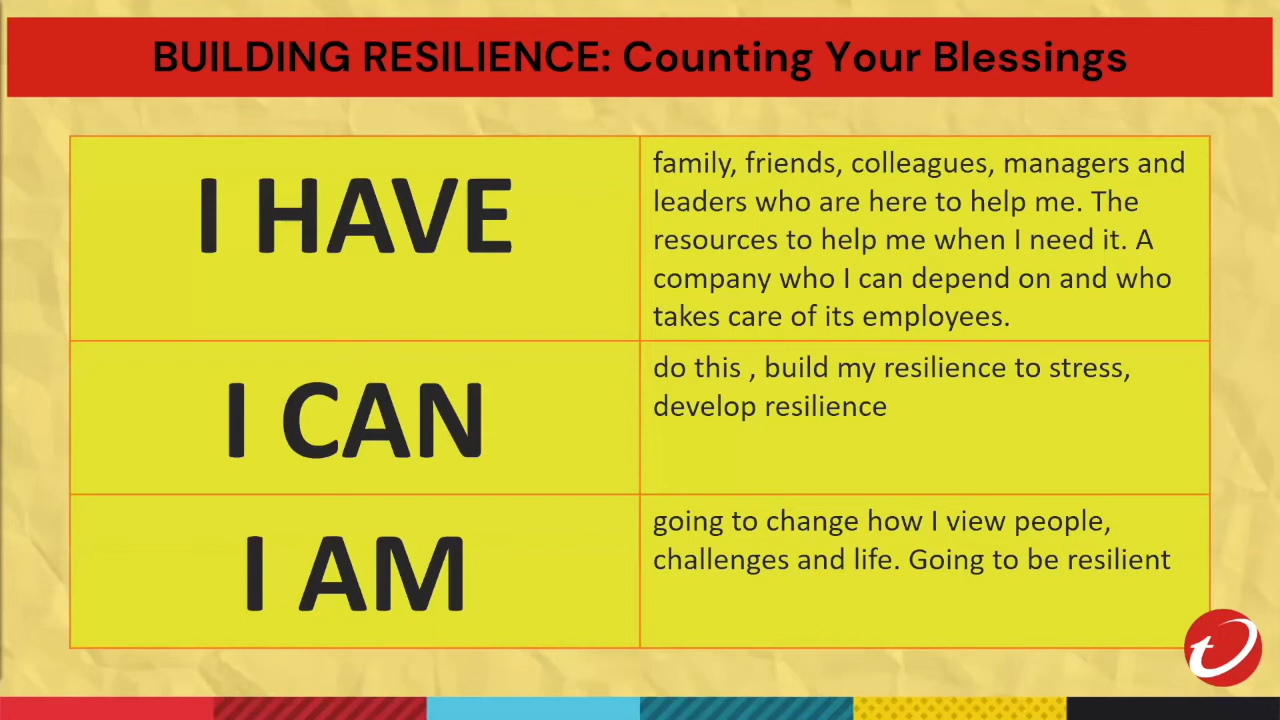 BUILDING RESILIENCE: Counting Your Blessings
I HAVE
family, friends, colleagues, managers and
leaders who are here to help me. The
resources to help me when I need it. A
company who I can depend on and who
takes care of its employees.
I CAN
do this , build my resilience to stress,
develop resilience
I AM
going to change how I view people,
challenges and life. Going to be resilient